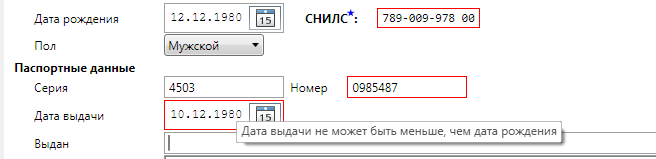 Дата рождения 12.12.1980 15 СНИЛС*: 789-009-978 00
Пол Мужской
Паспортные данные
Серия 4503 Номер 0985487
Дата выдачи 10.12.1980 15
Дата выдачи не может быть меньше, чем дата рождения
Выдан